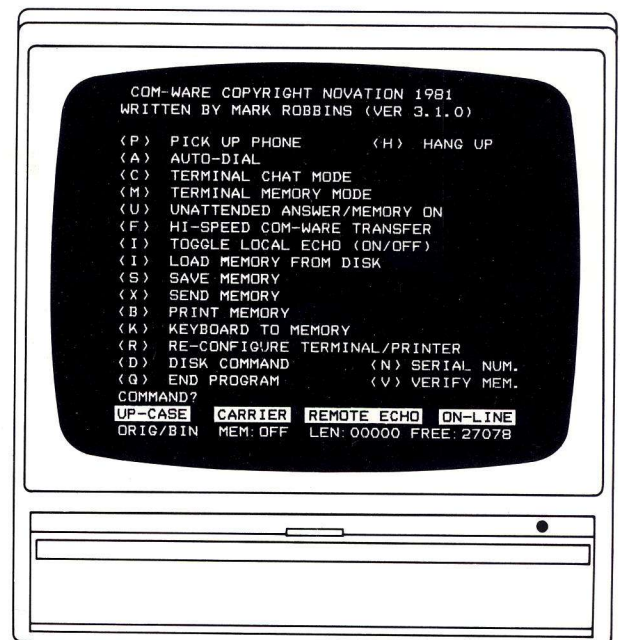 COM-WARE COPYRIGHT NOVATION 1981
WRITTEN BY MARK ROBBINS (VER 3.1.0)
(P) PICK UP PHONE (H) HANG UP
(A) AUTO-DIAL
(C) TERMINAL CHAT MODE
(M) TERMINAL MEMORY MODE
(U) UNATTENDED ANSWER/MEMORY ON
(F) HI-SPEED COM-WARE TRANSFER
(I) TOGGLE LOCAL ECHO (ON/OFF)
(I) LOAD MEMORY FROM DISK
(S) SAVE MEMORY
(X) SEND MEMORY
(B) PRINT MEMORY
(K) KEYBOARD TO MEMORY
(R) RE-CONFIGURE TERMINAL/PRINTER
(D) DISK COMMAND (N) SERIAL NUM.
(Q) END PROGRAM (V) VERIFY MEM.
COMMAND?
UP-CASE CARRIER REMOTE ECHO ON-LINE
ORIG/BIN MEM:OFF LEN:00000 FREE:27078